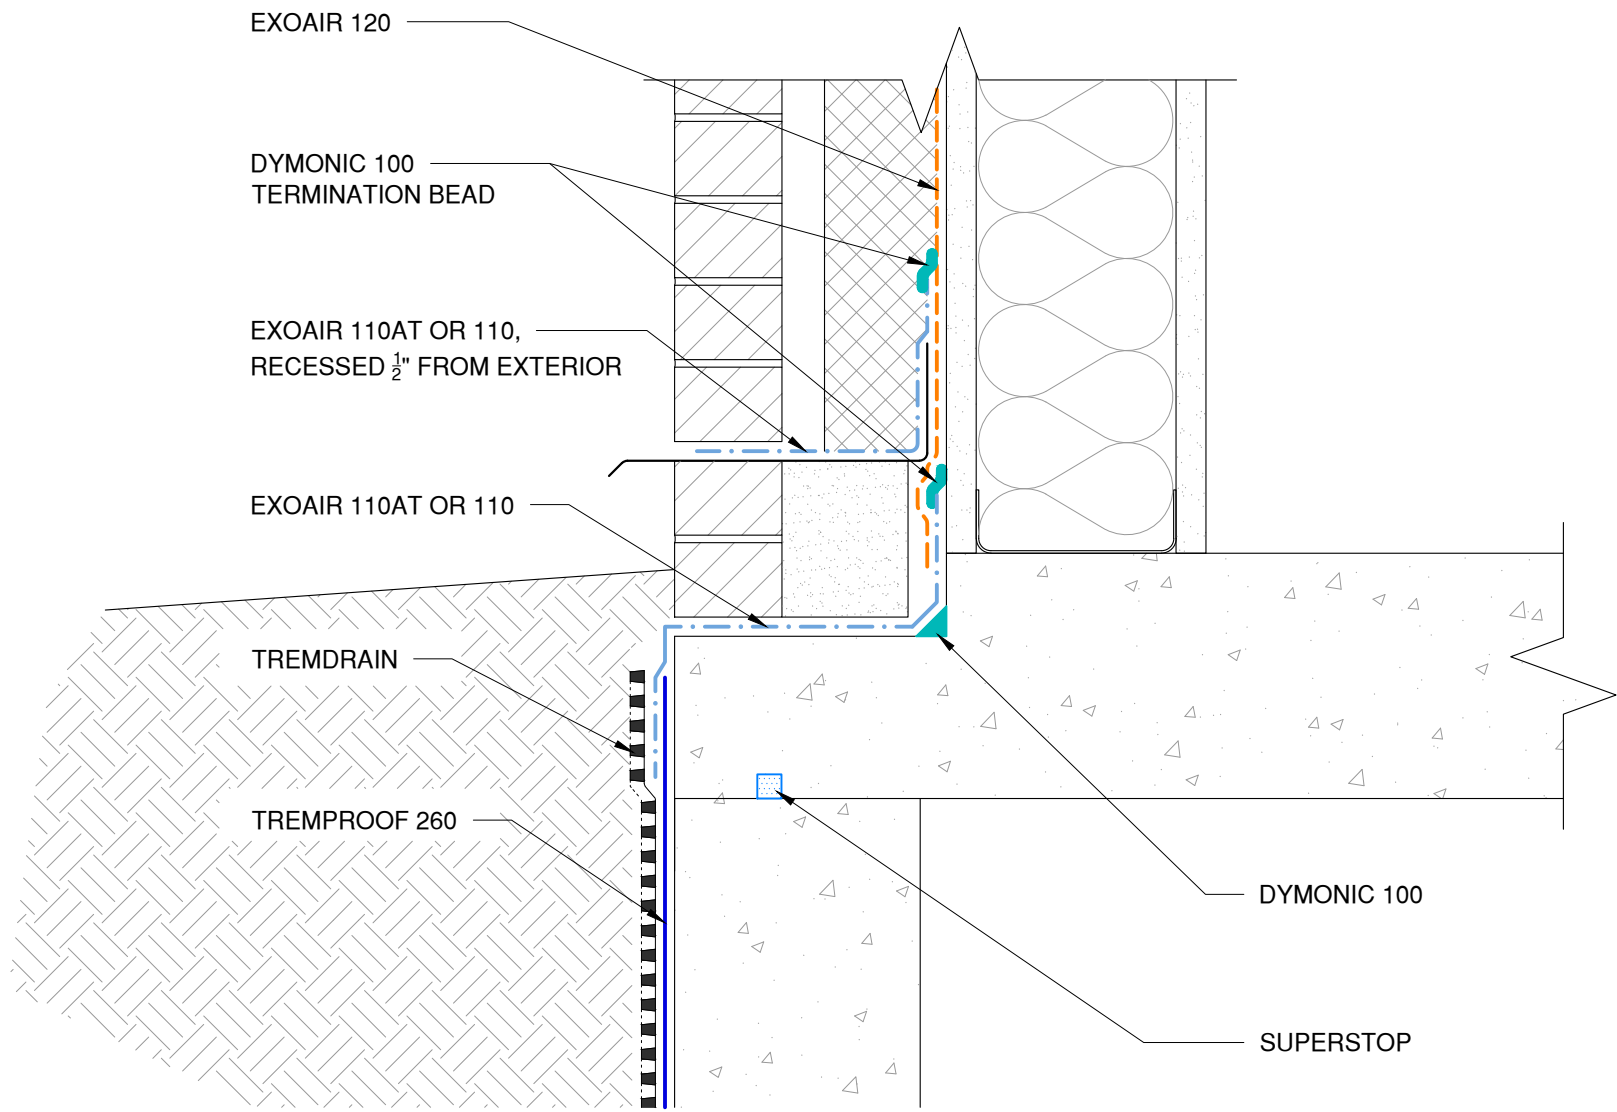 EXOAIR 120
DYMONIC 100
TERMINATION BEAD
EXOAIR 110AT OR 110,
RECESSED 1/2" FROM EXTERIOR
EXOAIR 110AT OR 110
TREMDRAIN
TREMPROOF 260
DYMONIC 100
SUPERSTOP